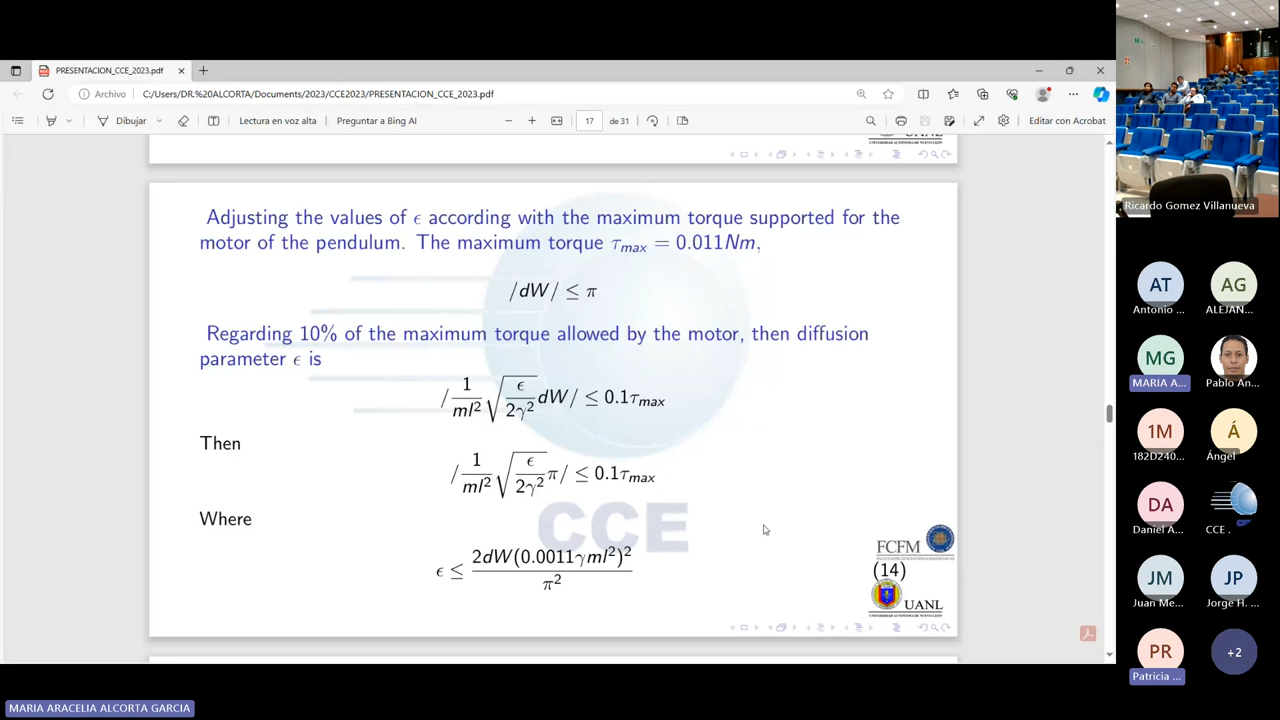 PRESENTACION_CCE_2023.pdf
Archivo
C:/Users/DR.%20ALCORTA/Documents/2023/CCE2023/PRESENTACION_CCE_2023.pdf
Dibujar
Lectura en voz alta
Preguntar a Bing AI
17
de 31
Editar con Acrobat
Adjusting the values of ϵ according with the maximum torque supported for the
motor of the pendulum. The maximum torque τ_max = 0.011Nm,
/dW/ ≤ π
Regarding 10% of the maximum torque allowed by the motor, then diffusion
parameter ϵ is
/ 1/ml² √(ϵ/2γ²) dW/ ≤ 0.1τ_max
Then
/ 1/ml² √(ϵ/2γ²) π/ ≤ 0.1τ_max
Where
ϵ ≤ 2dW(0.0011γml²)²/π²
(14)
CCE
FCFM
UANL
Ricardo Gomez Villanueva
AT
Antonio ...
AG
ALEJAN...
MG
MARIA A...
Pablo An...
1M
182D240...
Á
Ángel
DA
Daniel A...
CCE .
JM
Juan Me...
JP
Jorge H. ...
PR
Patricia ...
+2
MARIA ARACELIA ALCORTA GARCIA